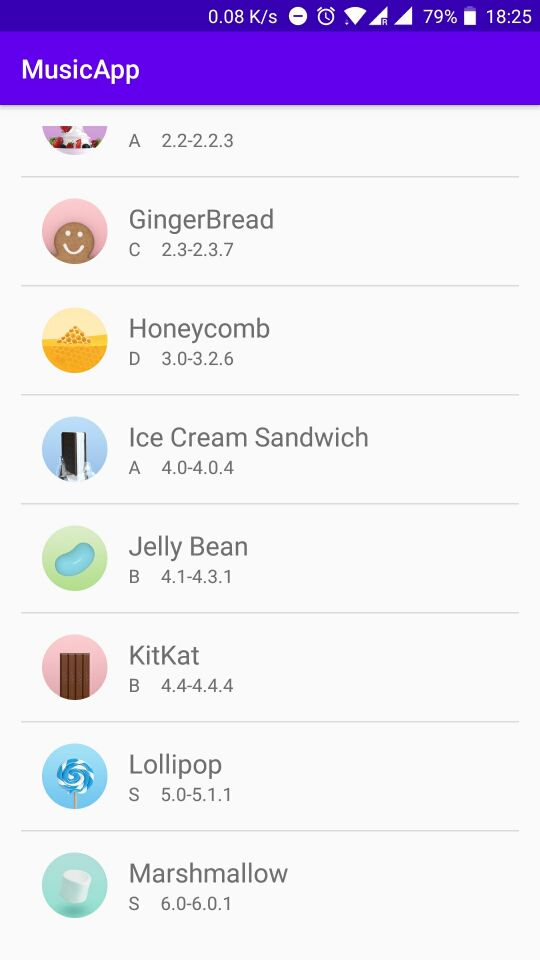 0.08 K/s 79% 18:25
MusicApp
A 2.2-2.2.3
GingerBread
C 2.3-2.3.7
Honeycomb
D 3.0-3.2.6
Ice Cream Sandwich
A 4.0-4.0.4
Jelly Bean
B 4.1-4.3.1
KitKat
B 4.4-4.4.4
Lollipop
S 5.0-5.1.1
Marshmallow
S 6.0-6.0.1